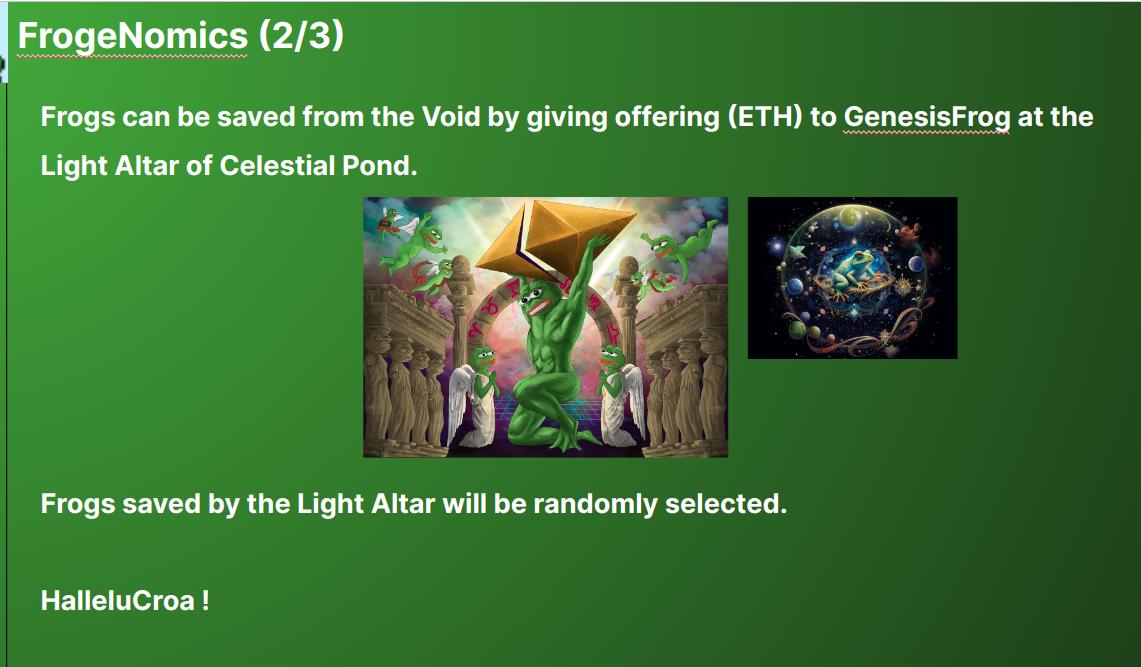 FrogeNomics (2/3)
Frogs can be saved from the Void by giving offering (ETH) to GenesisFrog at the
Light Altar of Celestial Pond.
Frogs saved by the Light Altar will be randomly selected.
HalleluCroa !